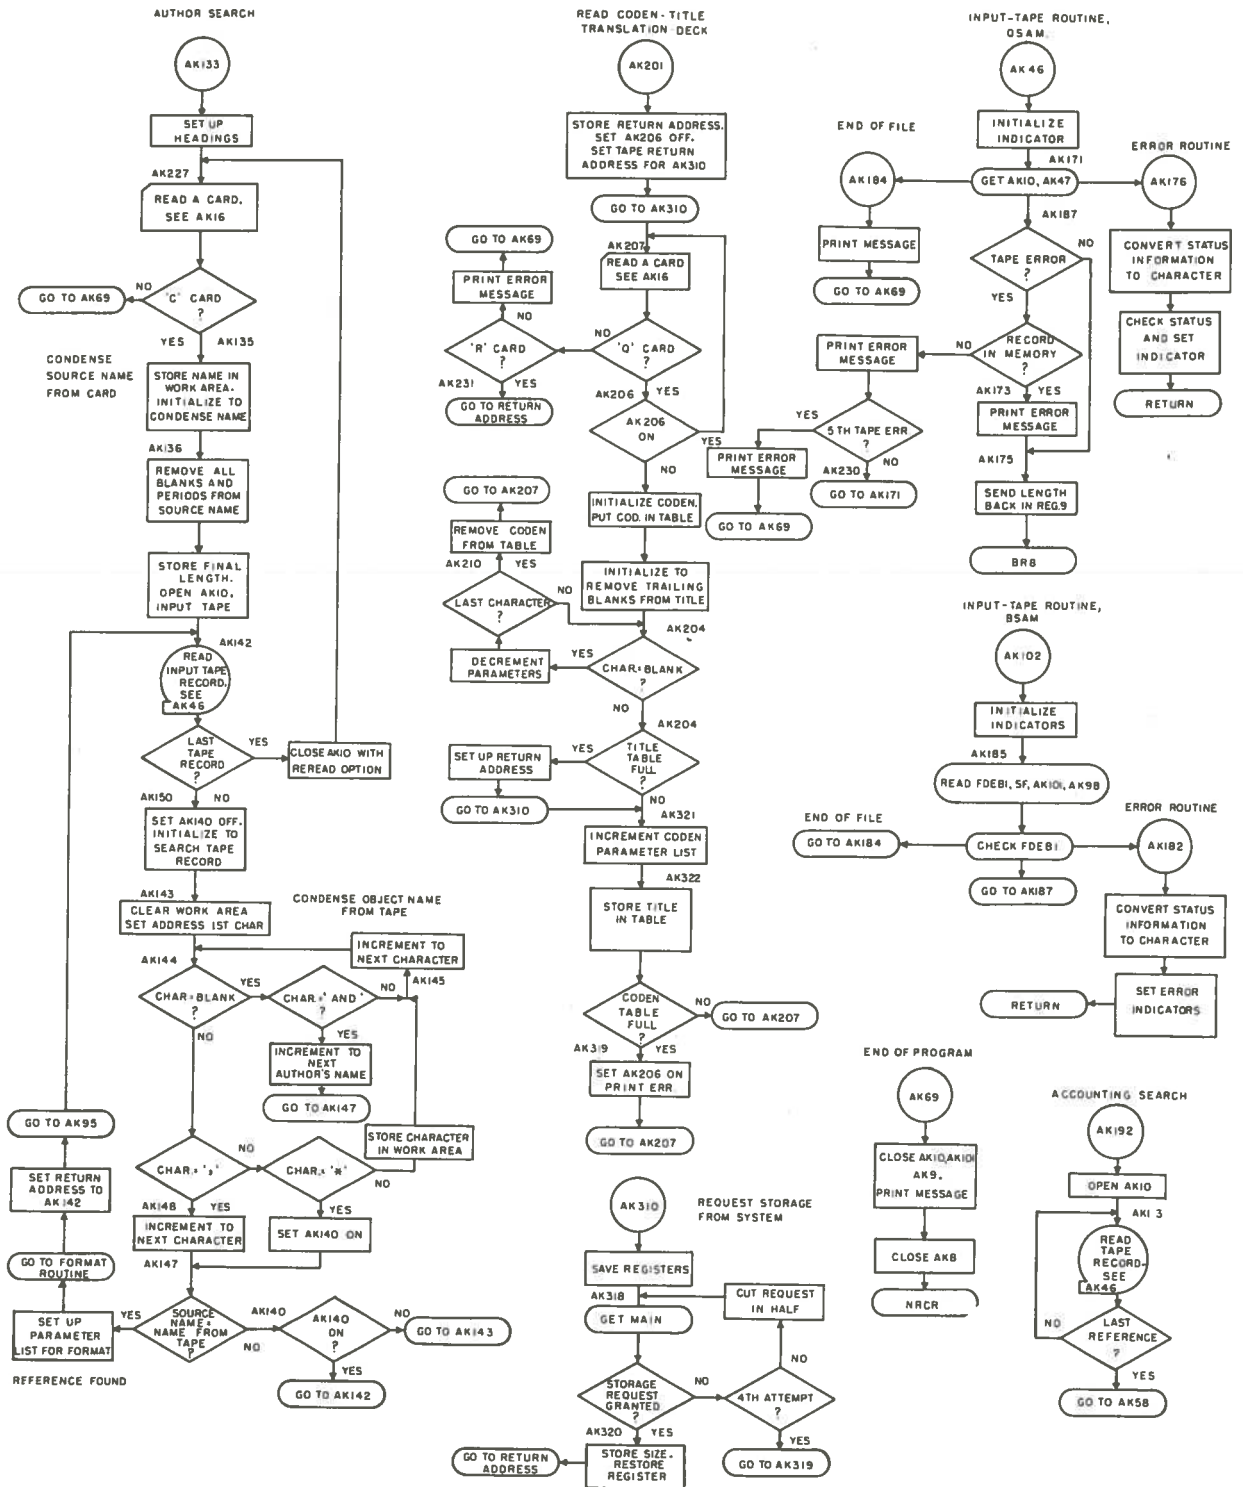 AUTHOR SEARCH
AK133
SET UP
HEADINGS
AK227
READ A CARD.
SEE AK16
'C' CARD
?
NO
GO TO AK69
YES
AK135
CONDENSE
SOURCE NAME
FROM CARD
STORE NAME IN
WORK AREA.
INITIALIZE TO
CONDENSE NAME
AK136
REMOVE ALL
BLANKS AND
PERIODS FROM
SOURCE NAME
STORE FINAL
LENGTH.
OPEN AK10,
INPUT TAPE
AK142
READ
INPUT TAPE
RECORD.
SEE
AK46
LAST
TAPE
RECORD
?
YES
CLOSE AK10 WITH
REREAD OPTION
AK150
NO
SET AK140 OFF.
INITIALIZE TO
SEARCH TAPE
RECORD
AK143
CLEAR WORK AREA
SET ADDRESS 1ST CHAR
CONDENSE OBJECT NAME
FROM TAPE
AK144
INCREMENT TO
NEXT CHARACTER
AK145
CHAR.=BLANK
?
YES
CHAR.=' AND '
?
NO
NO
YES
INCREMENT TO
NEXT
AUTHOR'S NAME
GO TO AK147
GO TO AK95
STORE CHARACTER
IN WORK AREA
SET RETURN
ADDRESS TO
AK142
CHAR.= ','
?
NO
CHAR.= '*'
?
NO
AK148
YES
YES
INCREMENT TO
NEXT CHARACTER
SET AK140 ON
AK147
GO TO FORMAT
ROUTINE
SET UP
PARAMETER
LIST FOR FORMAT
YES
SOURCE
NAME=
NAME FROM
TAPE
?
AK140
NO
AK140
ON
?
NO
GO TO AK143
YES
GO TO AK142
REFERENCE FOUND
READ CODEN-TITLE
TRANSLATION-DECK
AK201
STORE RETURN ADDRESS.
SET AK206 OFF.
SET TAPE RETURN
ADDRESS FOR AK310
GO TO AK310
AK207
READ A CARD
SEE AK16
GO TO AK69
PRINT ERROR
MESSAGE
NO
'R' CARD
?
NO
'Q' CARD
?
AK231
YES
GO TO RETURN
ADDRESS
YES
AK206
AK206
ON
YES
NO
INITIALIZE CODEN.
PUT COD. IN TABLE
GO TO AK207
REMOVE CODEN
FROM TABLE
AK210
YES
INITIALIZE TO
REMOVE TRAILING
BLANKS FROM TITLE
LAST CHARACTER
?
NO
AK204
DECREMENT
PARAMETERS
YES
CHAR.=BLANK
?
NO
AK204
TITLE
TABLE
FULL
?
YES
SET UP RETURN
ADDRESS
GO TO AK310
NO
AK321
INCREMENT CODEN
PARAMETER LIST
AK322
STORE TITLE
IN TABLE
CODEN
TABLE
FULL
?
NO
GO TO AK207
AK319
YES
SET AK206 ON
PRINT ERR.
GO TO AK207
AK310
REQUEST STORAGE
FROM SYSTEM
SAVE REGISTERS
AK318
GET MAIN
CUT REQUEST
IN HALF
NO
STORAGE
REQUEST
GRANTED
?
NO
4TH ATTEMPT
?
AK320
YES
YES
GO TO RETURN
ADDRESS
STORE SIZE.
RESTORE
REGISTER
GO TO AK319
INPUT-TAPE ROUTINE,
QSAM.
AK46
INITIALIZE
INDICATOR
AK171
GET AK10, AK47
END OF FILE
AK184
PRINT MESSAGE
GO TO AK69
ERROR ROUTINE
AK176
CONVERT STATUS
INFORMATION
TO CHARACTER
CHECK STATUS
AND SET
INDICATOR
RETURN
AK187
TAPE ERROR
?
NO
YES
RECORD
IN MEMORY
?
NO
PRINT ERROR
MESSAGE
AK173
YES
PRINT ERROR
MESSAGE
YES
5TH TAPE ERR
?
PRINT ERROR
MESSAGE
AK230
NO
GO TO AK171
GO TO AK69
AK175
SEND LENGTH
BACK IN REG.9
BR8
INPUT-TAPE ROUTINE,
BSAM
AK102
INITIALIZE
INDICATORS
AK185
READ FDEB1, SF, AK101, AK98
END OF FILE
GO TO AK184
CHECK FDEB1
ERROR ROUTINE
AK182
GO TO AK187
CONVERT STATUS
INFORMATION
TO CHARACTER
SET ERROR
INDICATORS
RETURN
END OF PROGRAM
AK69
CLOSE AK10, AK101
AK9.
PRINT MESSAGE
CLOSE AK8
NRCR
ACCOUNTING SEARCH
AK192
OPEN AK10
READ
TAPE
RECORD-
SEE
AK46
NO
LAST
REFERENCE
?
YES
GO TO AK58